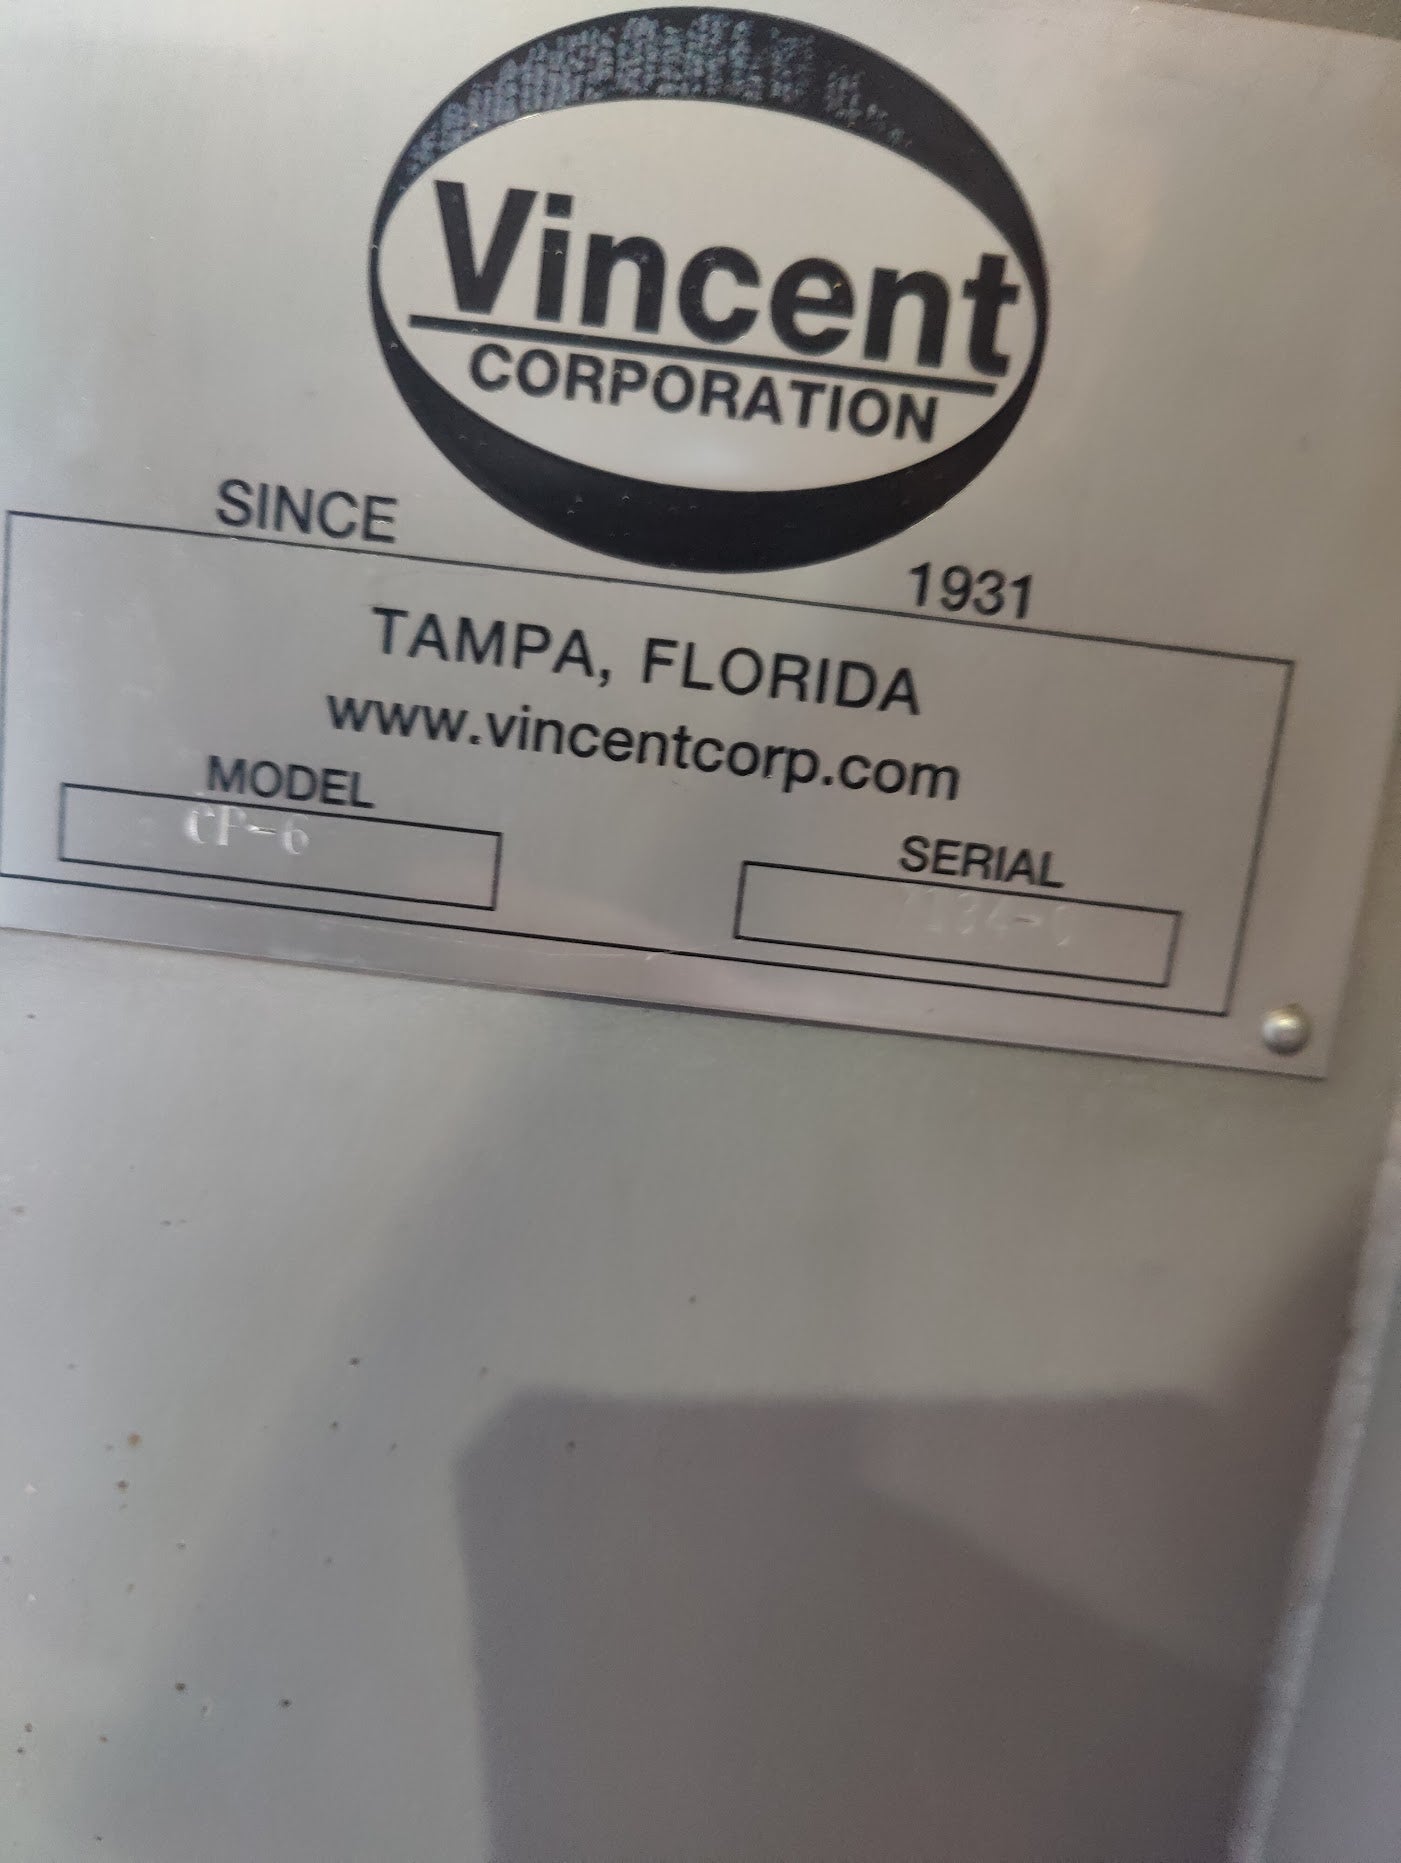 Vincent
CORPORATION
SINCE 1931
TAMPA, FLORIDA
www.vincentcorp.com
MODEL SERIAL
CP-6